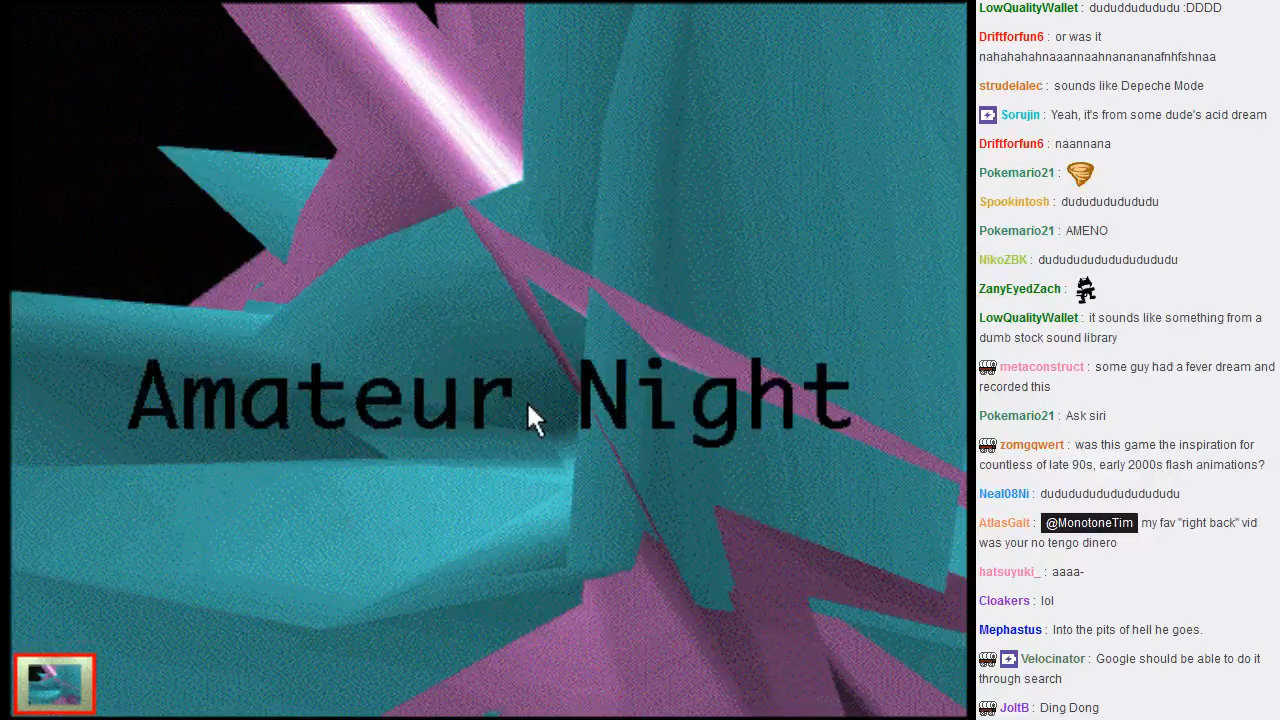 Amateur Night
LowQualityWallet : dududdudududu :DDDD
Driftforfun6 : or was it
nahahahahnaaannaahnanananafnhfshnaa
strudelalec : sounds like Depeche Mode
Sorujin : Yeah, it's from some dude's acid dream
Driftforfun6 : naannana
Pokemario21 :
Spookintosh : dududududududu
Pokemario21 : AMENO
NikoZBK : dudududududududududu
ZanyEyedZach :
LowQualityWallet : it sounds like something from a
dumb stock sound library
metaconstruct : some guy had a fever dream and
recorded this
Pokemario21 : Ask siri
zomgqwert : was this game the inspiration for
countless of late 90s, early 2000s flash animations?
Neal08Ni : dudududududududududu
AtlasGalt : @MonotoneTim my fav "right back" vid
was your no tengo dinero
hatsuyuki_ : aaaa-
Cloakers : lol
Mephastus : Into the pits of hell he goes.
Velocinator : Google should be able to do it
through search
JoltB : Ding Dong